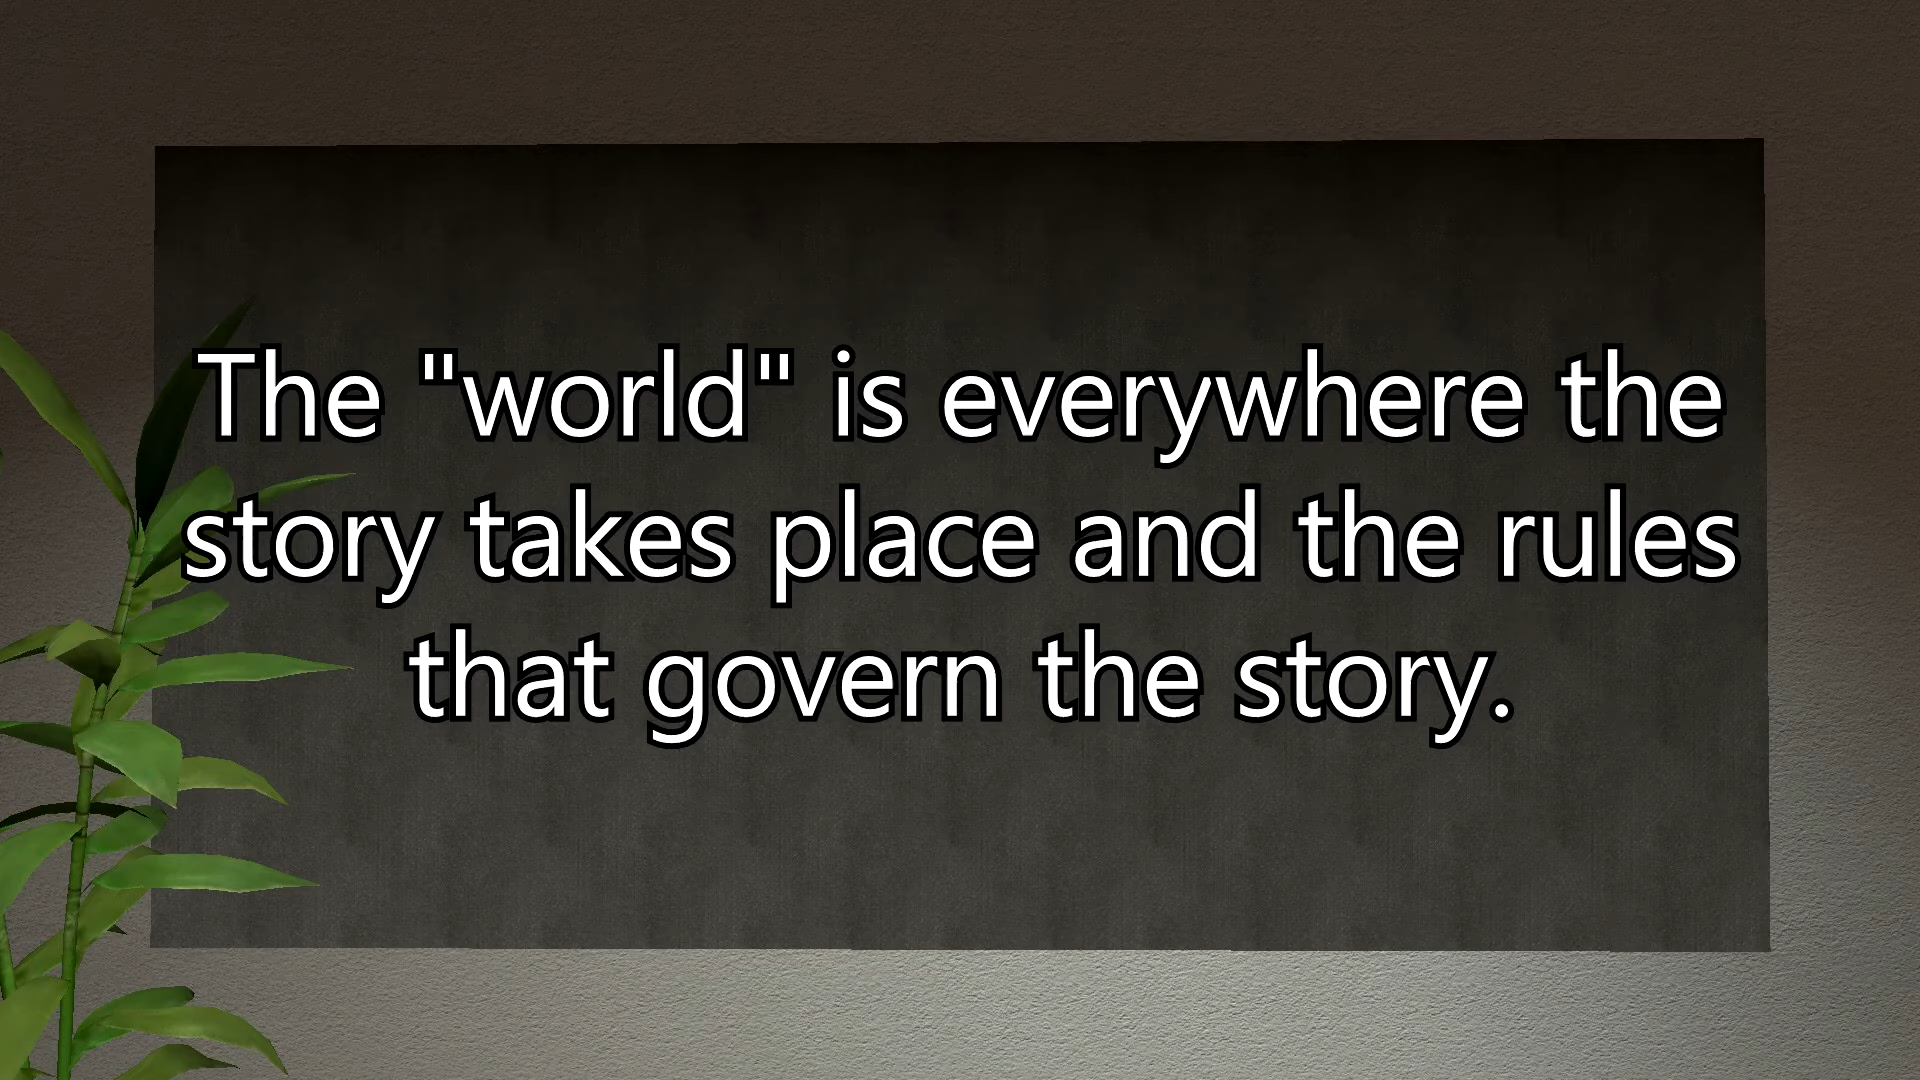 The "world" is everywhere the
story takes place and the rules
that govern the story.